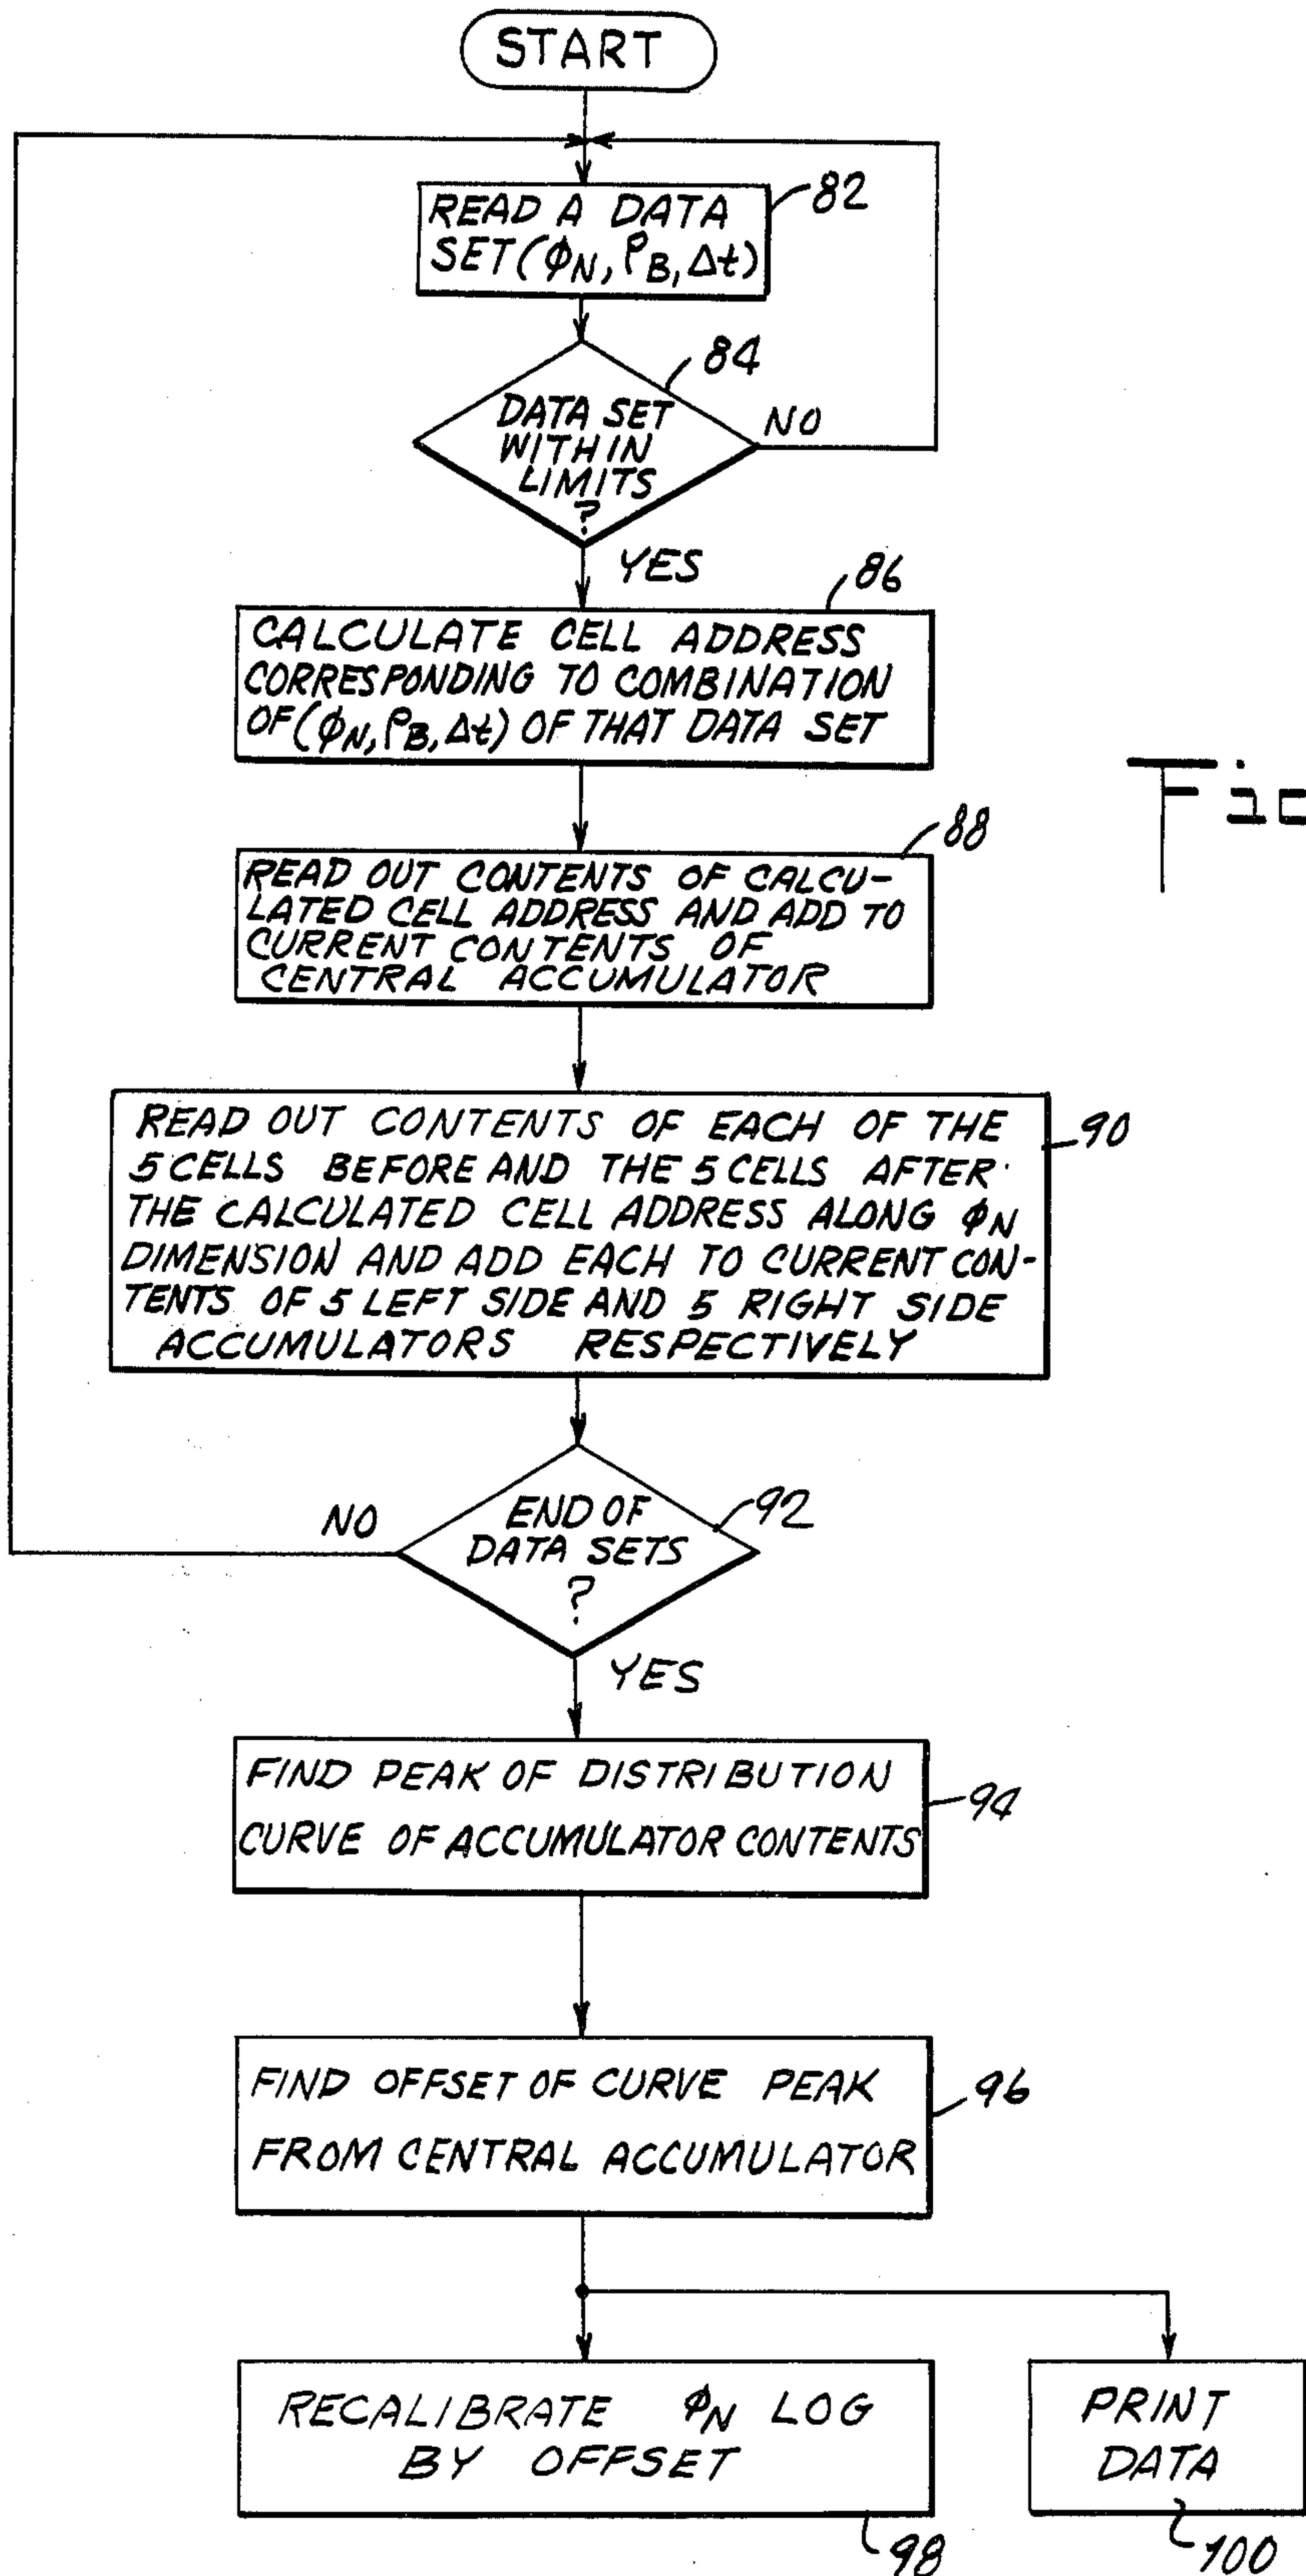 START
82
READ A DATA
SET (ϕN, ρB, Δt)
84
DATA SET
WITHIN
LIMITS
?
NO
YES
86
CALCULATE CELL ADDRESS
CORRESPONDING TO COMBINATION
OF (ϕN, ρB, Δt) OF THAT DATA SET
88
READ OUT CONTENTS OF CALCU-
LATED CELL ADDRESS AND ADD TO
CURRENT CONTENTS OF
CENTRAL ACCUMULATOR
90
READ OUT CONTENTS OF EACH OF THE
5 CELLS BEFORE AND THE 5 CELLS AFTER
THE CALCULATED CELL ADDRESS ALONG ϕN
DIMENSION AND ADD EACH TO CURRENT CON-
TENTS OF 5 LEFT SIDE AND 5 RIGHT SIDE
ACCUMULATORS RESPECTIVELY
92
END OF
DATA SETS
?
NO
YES
94
FIND PEAK OF DISTRIBUTION
CURVE OF ACCUMULATOR CONTENTS
96
FIND OFFSET OF CURVE PEAK
FROM CENTRAL ACCUMULATOR
RECALIBRATE ϕN LOG
BY OFFSET
98
PRINT
DATA
100